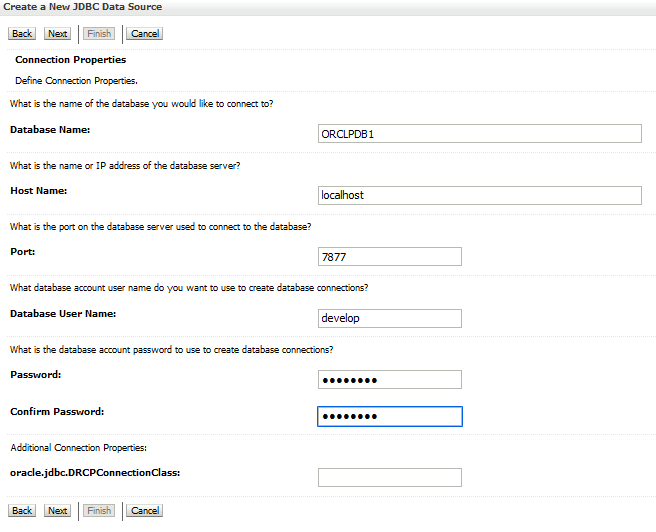 Create a New JDBC Data Source
Back Next Finish Cancel
Connection Properties
Define Connection Properties.
What is the name of the database you would like to connect to?
Database Name: ORCLPDB1
What is the name or IP address of the database server?
Host Name: localhost
What is the port on the database server used to connect to the database?
Port: 7877
What database account user name do you want to use to create database connections?
Database User Name: develop
What is the database account password to use to create database connections?
Password: ●●●●●●●●
Confirm Password: ●●●●●●●●
Additional Connection Properties:
oracle.jdbc.DRCPConnectionClass:
Back Next Finish Cancel